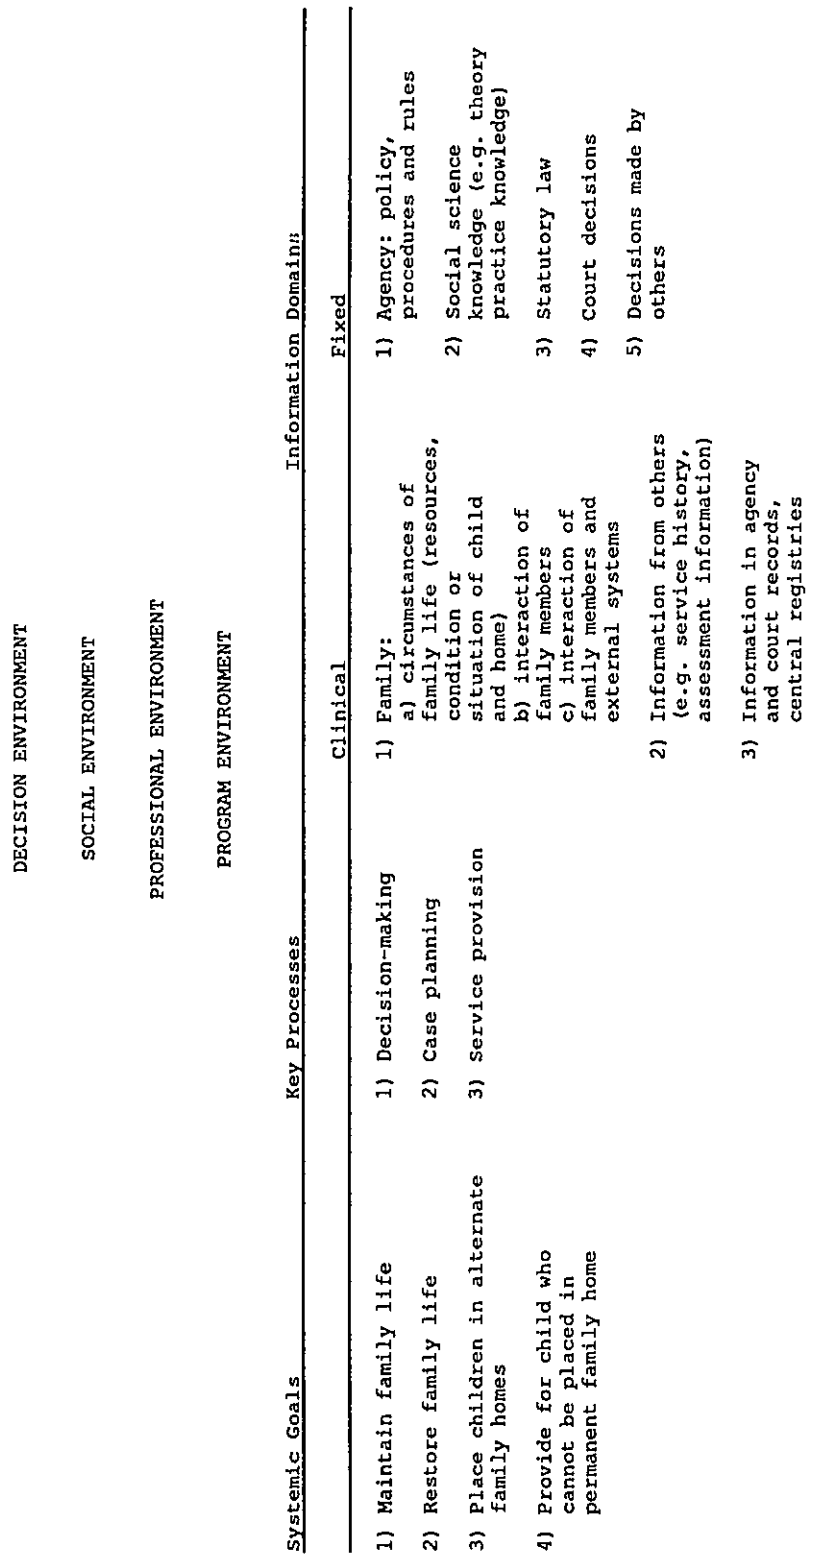 DECISION ENVIRONMENT
SOCIAL ENVIRONMENT
PROFESSIONAL ENVIRONMENT
PROGRAM ENVIRONMENT
Systemic Goals
Key Processes
Information Domains
Clinical
Fixed
1) Maintain family life
2) Restore family life
3) Place children in alternate
family homes
4) Provide for child who
cannot be placed in
permanent family home
1) Decision-making
2) Case planning
3) Service provision
1) Family:
a) circumstances of
family life (resources,
condition or
situation of child
and home)
b) interaction of
family members
c) interaction of
family members and
external systems
2) Information from others
(e.g. service history,
assessment information)
3) Information in agency
and court records,
central registries
1) Agency: policy,
procedures and rules
2) Social science
knowledge (e.g. theory
practice knowledge)
3) Statutory law
4) Court decisions
5) Decisions made by
others